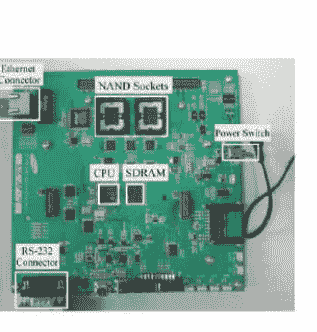 Ethernet
Connector
NAND Sockets
Power Switch
CPU
SDRAM
RS-232
Connector